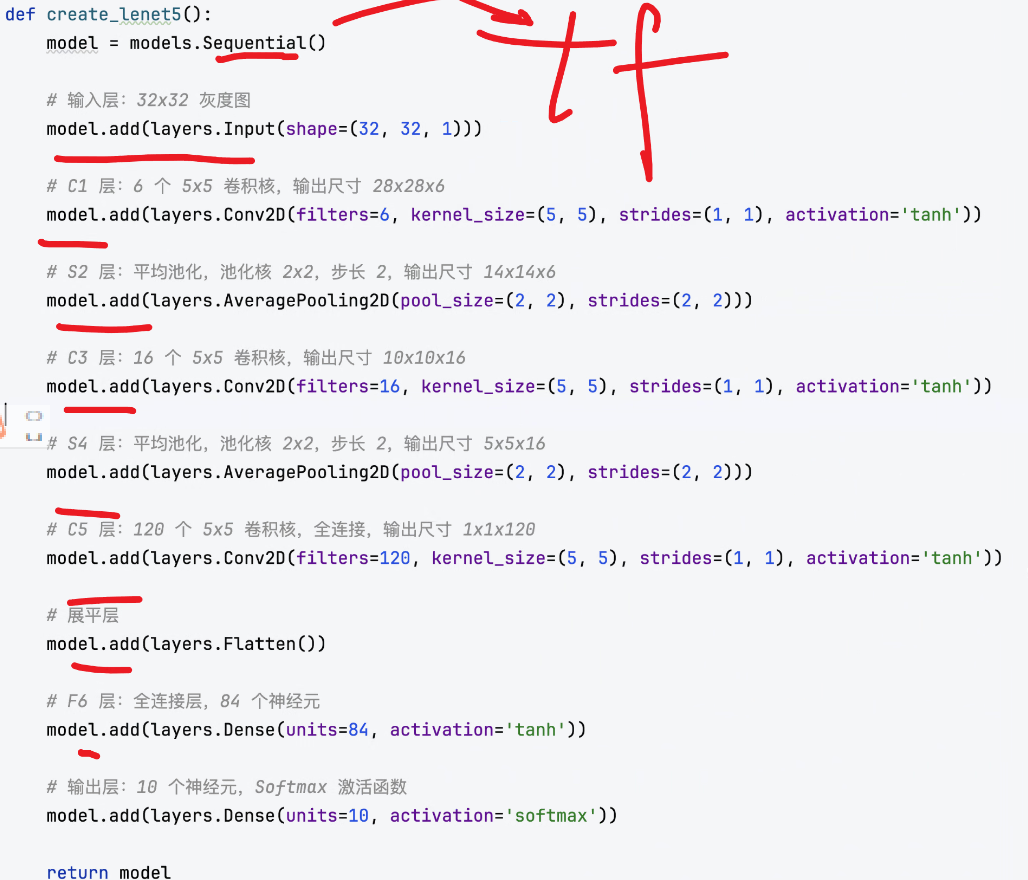 def create_lenet5():
    model = models.Sequential()
tf
    # 输入层：32x32 灰度图
    model.add(layers.Input(shape=(32, 32, 1)))
    # C1 层：6 个 5x5 卷积核，输出尺寸 28x28x6
    model.add(layers.Conv2D(filters=6, kernel_size=(5, 5), strides=(1, 1), activation='tanh'))
    # S2 层：平均池化，池化核 2x2，步长 2，输出尺寸 14x14x6
    model.add(layers.AveragePooling2D(pool_size=(2, 2), strides=(2, 2)))
    # C3 层：16 个 5x5 卷积核，输出尺寸 10x10x16
    model.add(layers.Conv2D(filters=16, kernel_size=(5, 5), strides=(1, 1), activation='tanh'))
    # S4 层：平均池化，池化核 2x2，步长 2，输出尺寸 5x5x16
    model.add(layers.AveragePooling2D(pool_size=(2, 2), strides=(2, 2)))
    # C5 层：120 个 5x5 卷积核，全连接，输出尺寸 1x1x120
    model.add(layers.Conv2D(filters=120, kernel_size=(5, 5), strides=(1, 1), activation='tanh'))
    # 展平层
    model.add(layers.Flatten())
    # F6 层：全连接层，84 个神经元
    model.add(layers.Dense(units=84, activation='tanh'))
    # 输出层：10 个神经元，Softmax 激活函数
    model.add(layers.Dense(units=10, activation='softmax'))
    return model